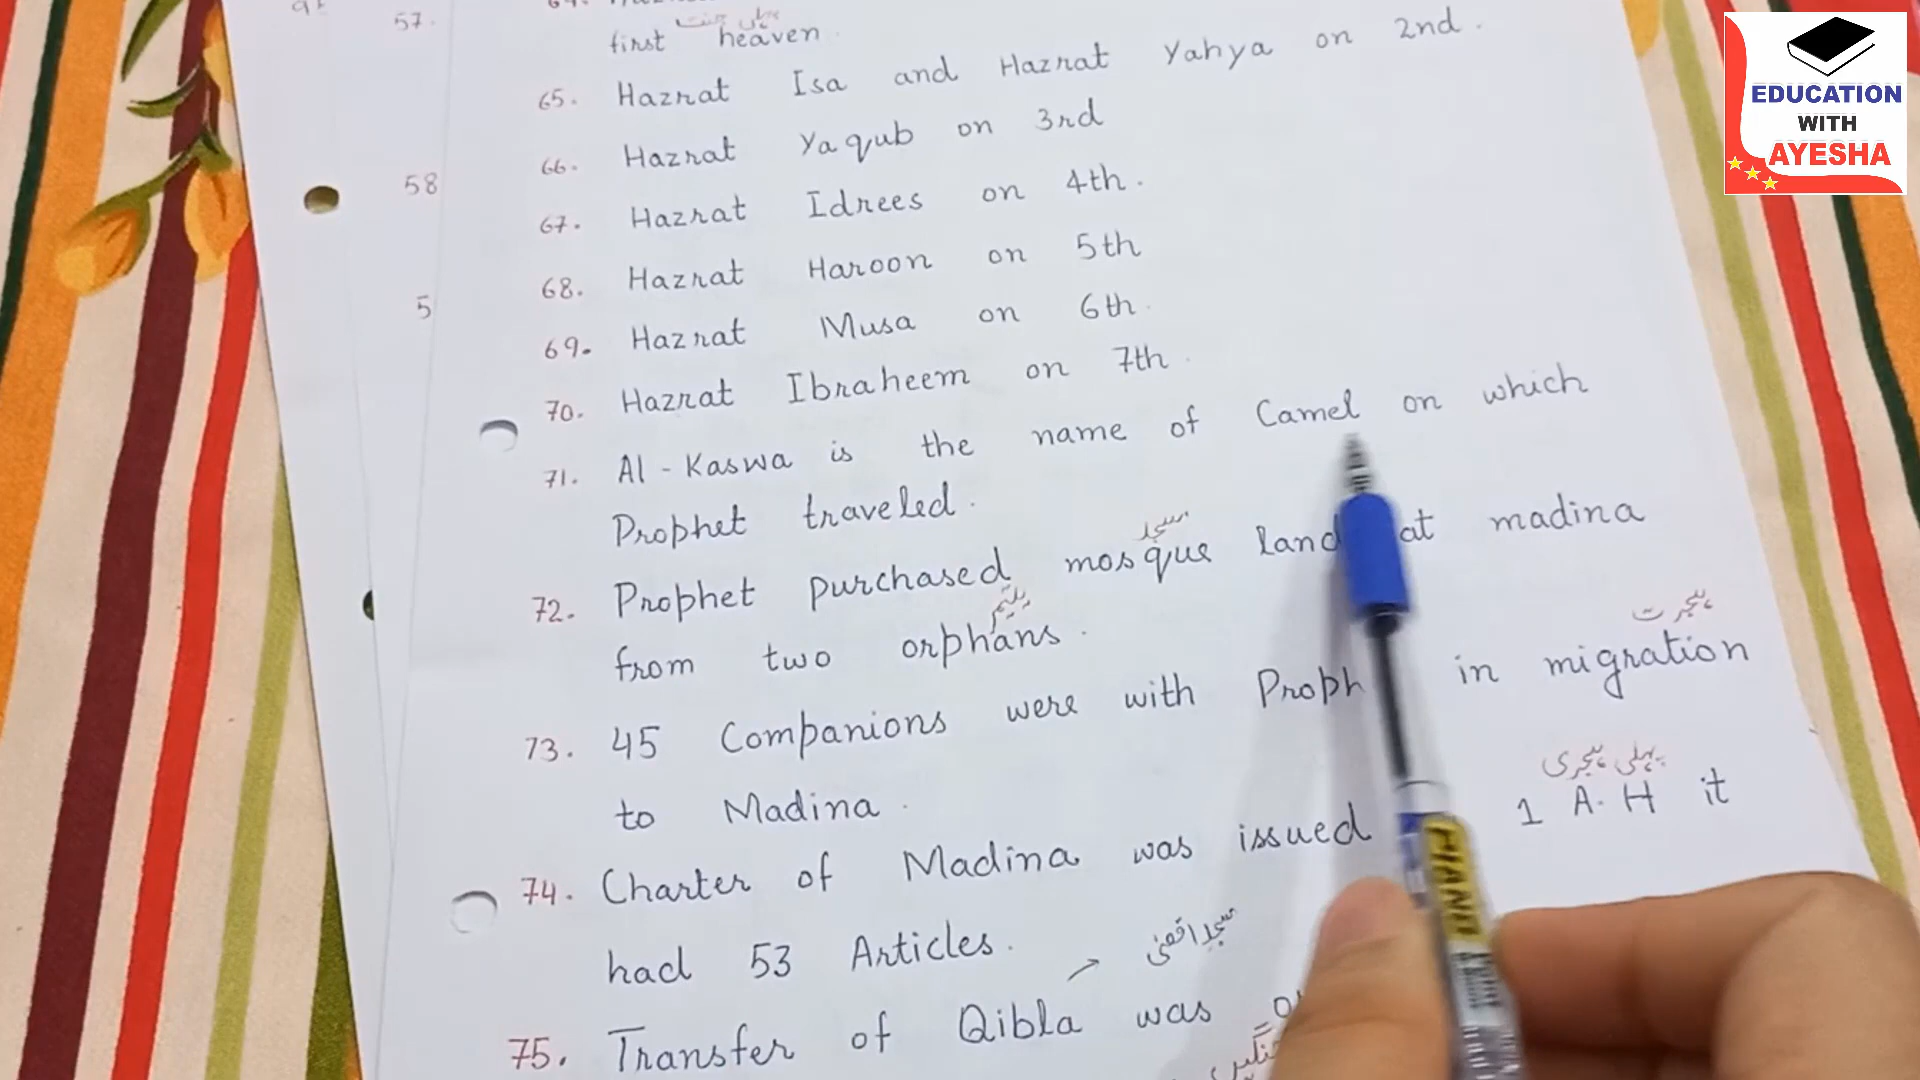 57.
first heaven.
پہلی جنت
65. Hazrat Isa and Hazrat Yahya on 2nd.
66. Hazrat Yaqub on 3rd
58
67. Hazrat Idrees on 4th.
68. Hazrat Haroon on 5th
5
69. Hazrat Musa on 6th.
70. Hazrat Ibraheem on 7th.
71. Al-Kaswa is the name of Camel on which
Prophet traveled.
مسجد
72. Prophet purchased mosque land at madina
یتیم
from two orphans.
ہجرت
73. 45 Companions were with Proph in migration
to Madina.
پہلی ہجری
74. Charter of Madina was issued 1 A.H it
had 53 Articles.
مسجد اقصیٰ
75. Transfer of Qibla was
EDUCATION
WITH
AYESHA